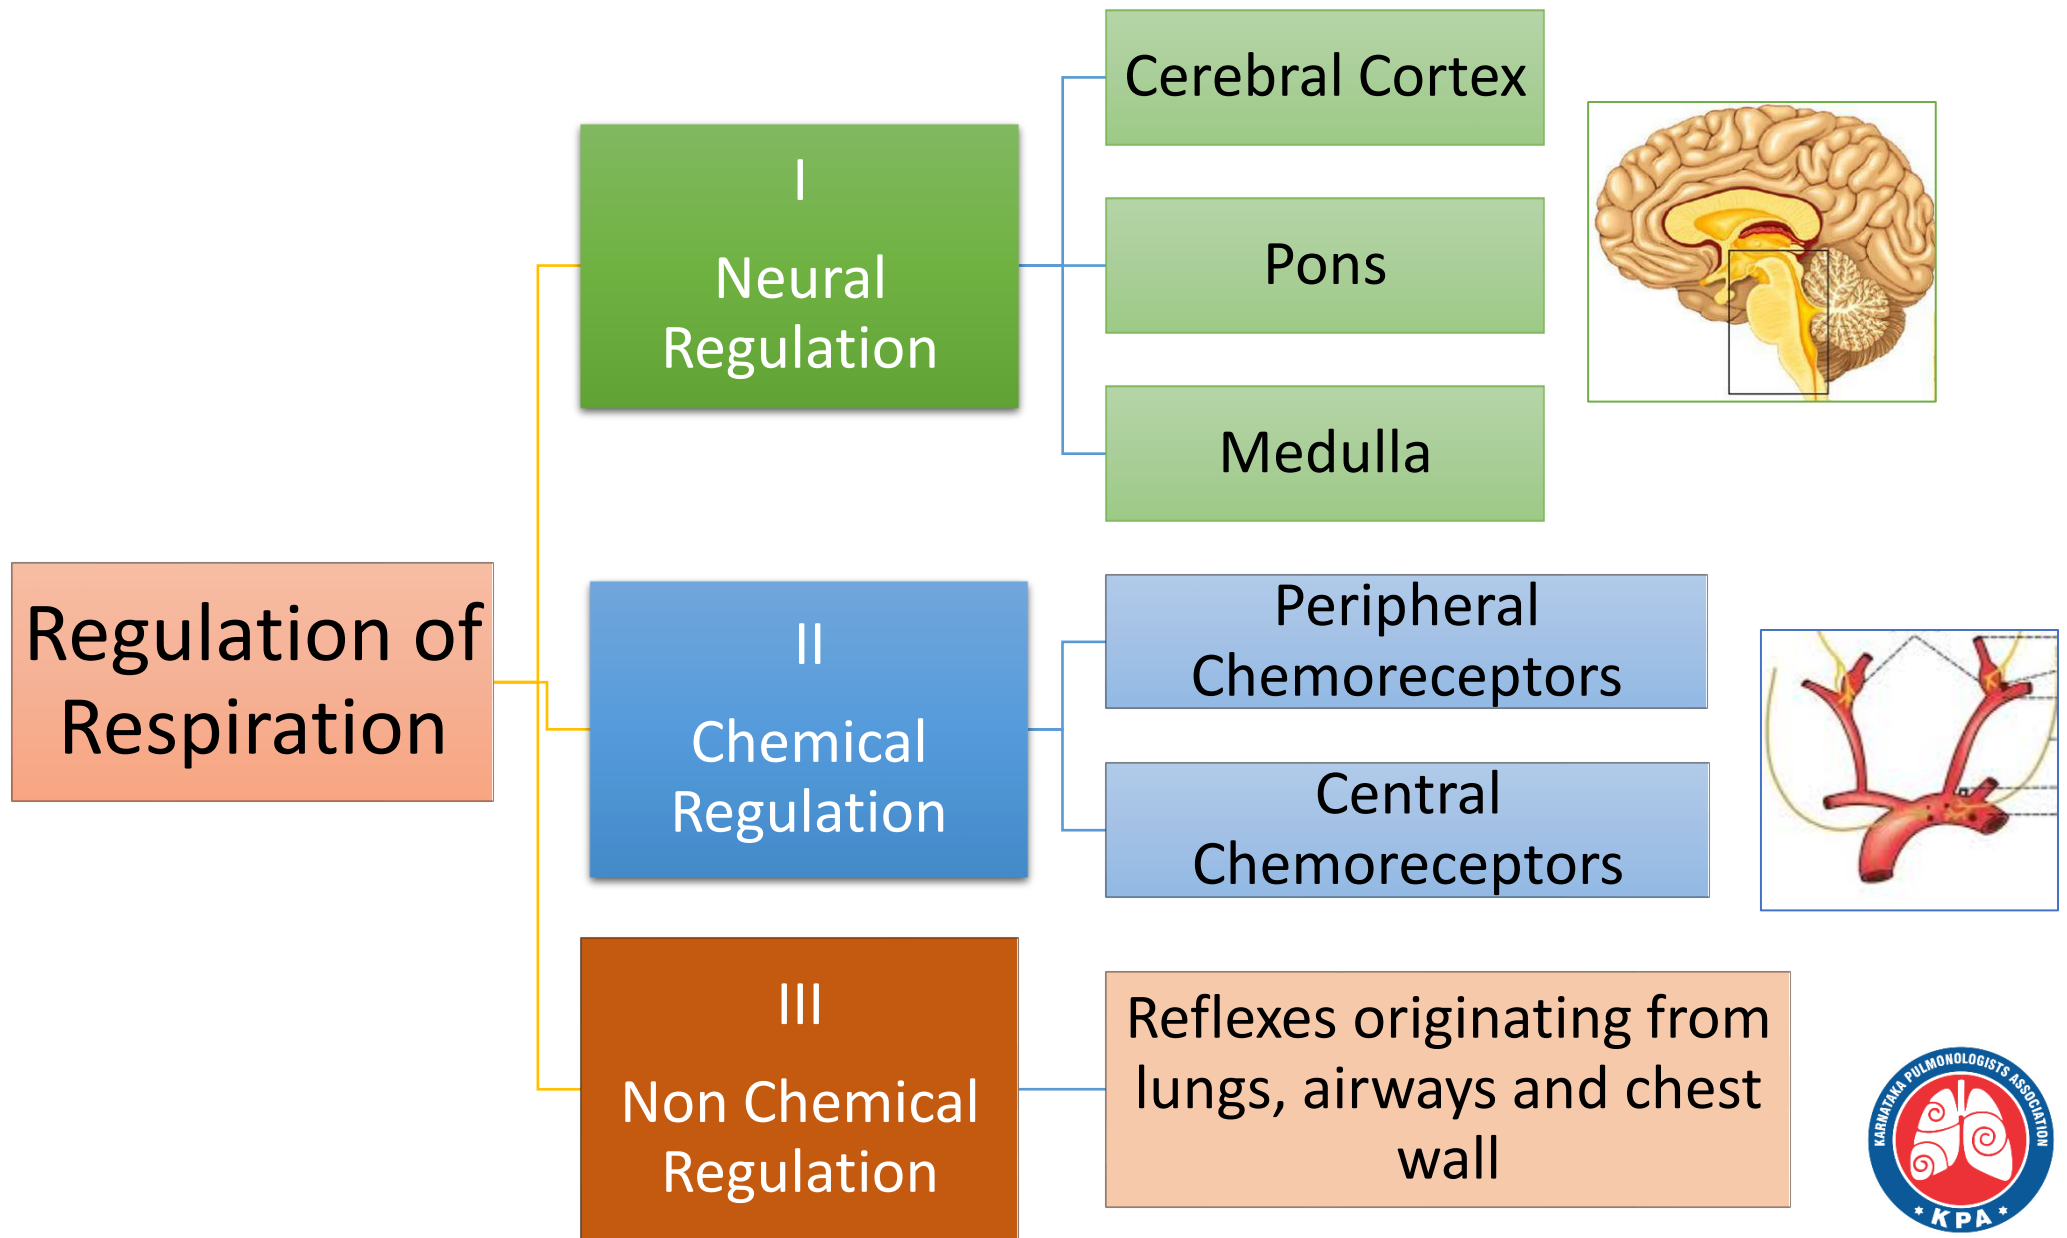 Regulation of
Respiration
I
Neural
Regulation
Cerebral Cortex
Pons
Medulla
II
Chemical
Regulation
Peripheral
Chemoreceptors
Central
Chemoreceptors
III
Non Chemical
Regulation
Reflexes originating from
lungs, airways and chest
wall
KARNATAKA PULMONOLOGISTS ASSOCIATION
KPA